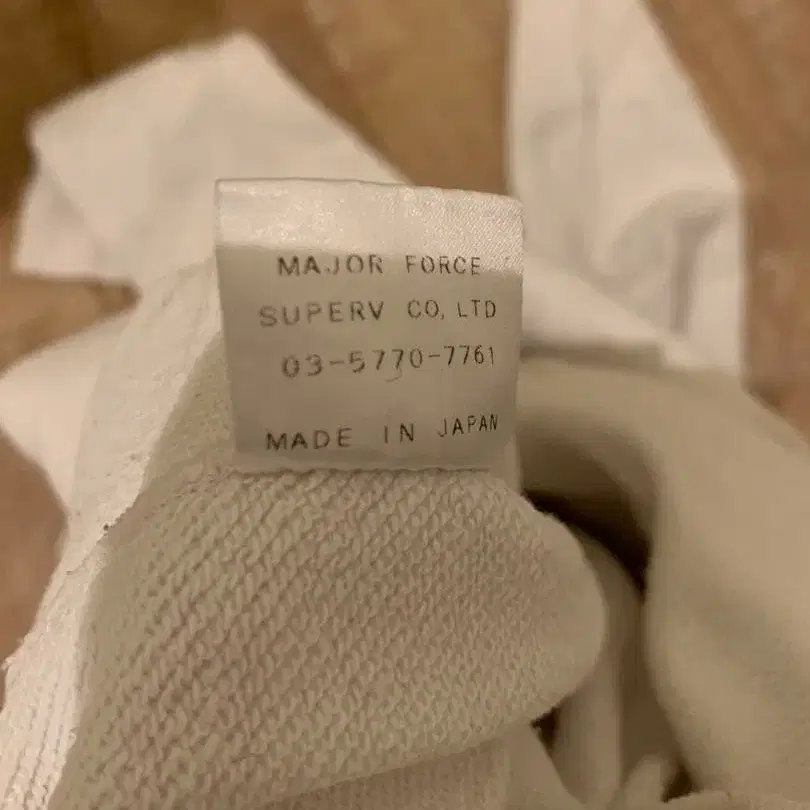 MAJOR FORCE
SUPERV CO, LTD
03-5770-7761
MADE IN JAPAN